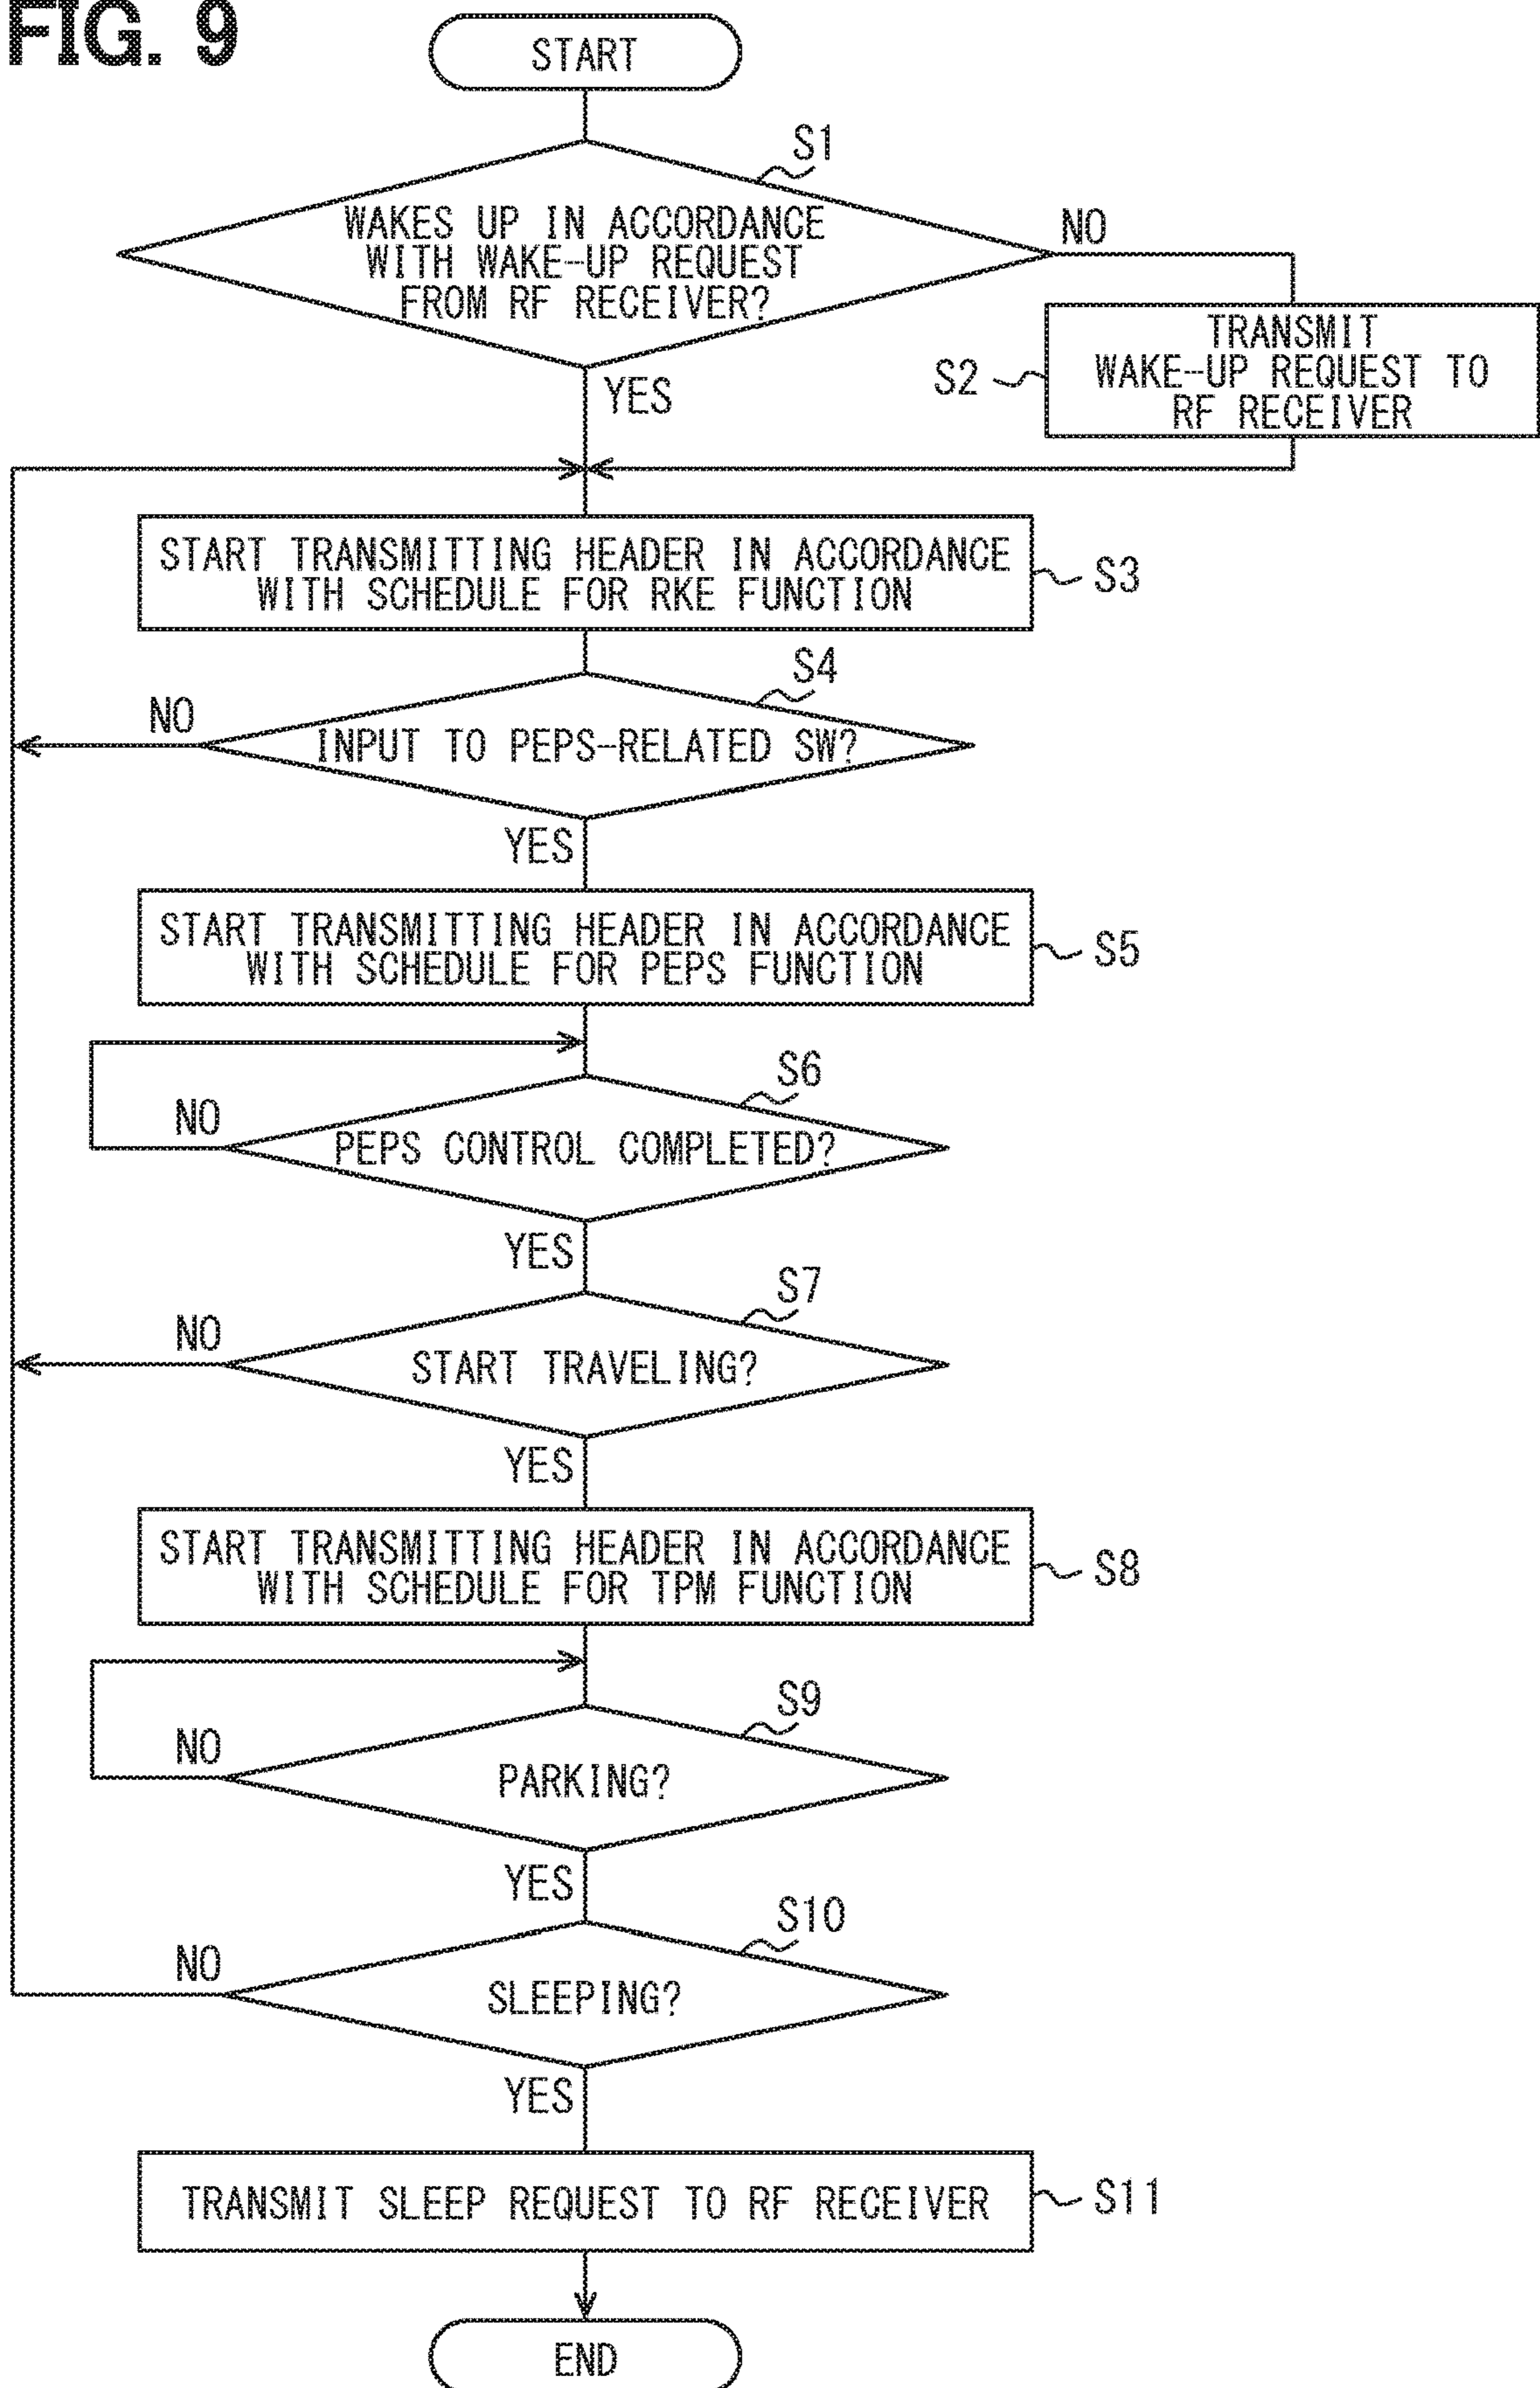 FIG. 9
START
S1
WAKES UP IN ACCORDANCE
WITH WAKE-UP REQUEST
FROM RF RECEIVER?
NO
YES
S2
TRANSMIT
WAKE-UP REQUEST TO
RF RECEIVER
START TRANSMITTING HEADER IN ACCORDANCE
WITH SCHEDULE FOR RKE FUNCTION
S3
S4
NO
INPUT TO PEPS-RELATED SW?
YES
START TRANSMITTING HEADER IN ACCORDANCE
WITH SCHEDULE FOR PEPS FUNCTION
S5
S6
NO
PEPS CONTROL COMPLETED?
YES
S7
NO
START TRAVELING?
YES
START TRANSMITTING HEADER IN ACCORDANCE
WITH SCHEDULE FOR TPM FUNCTION
S8
S9
NO
PARKING?
YES
S10
NO
SLEEPING?
YES
TRANSMIT SLEEP REQUEST TO RF RECEIVER
S11
END